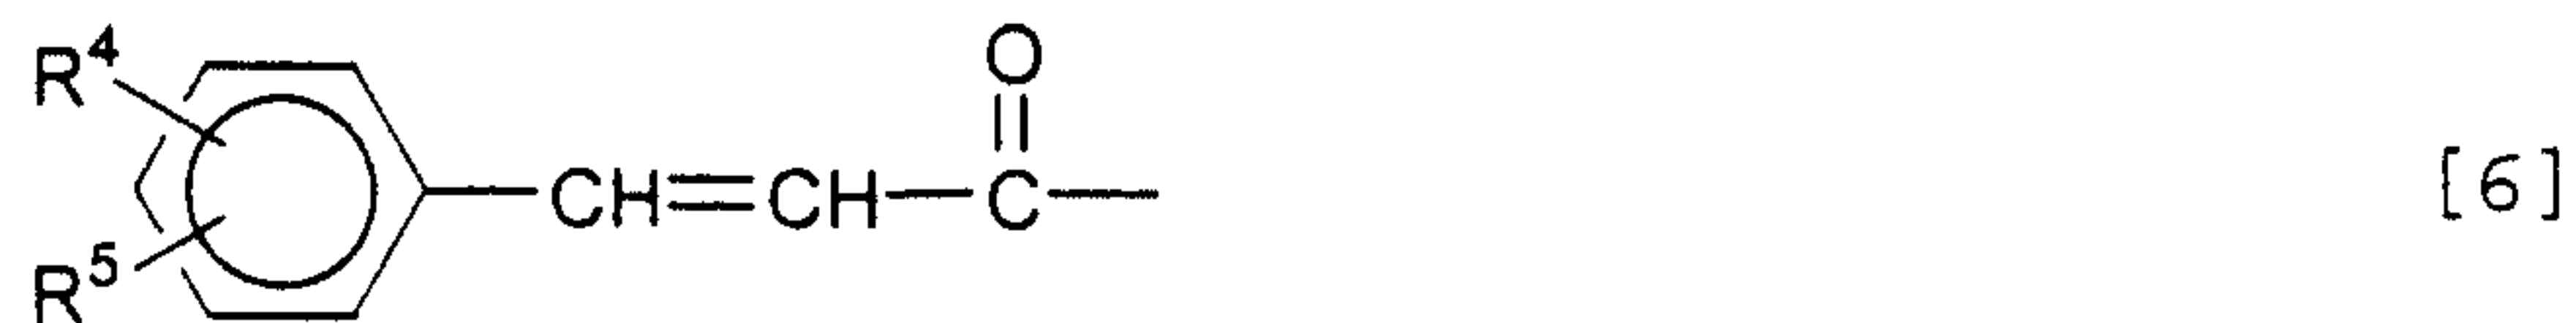 R⁴
O
CH=CH—C— [6]
R⁵